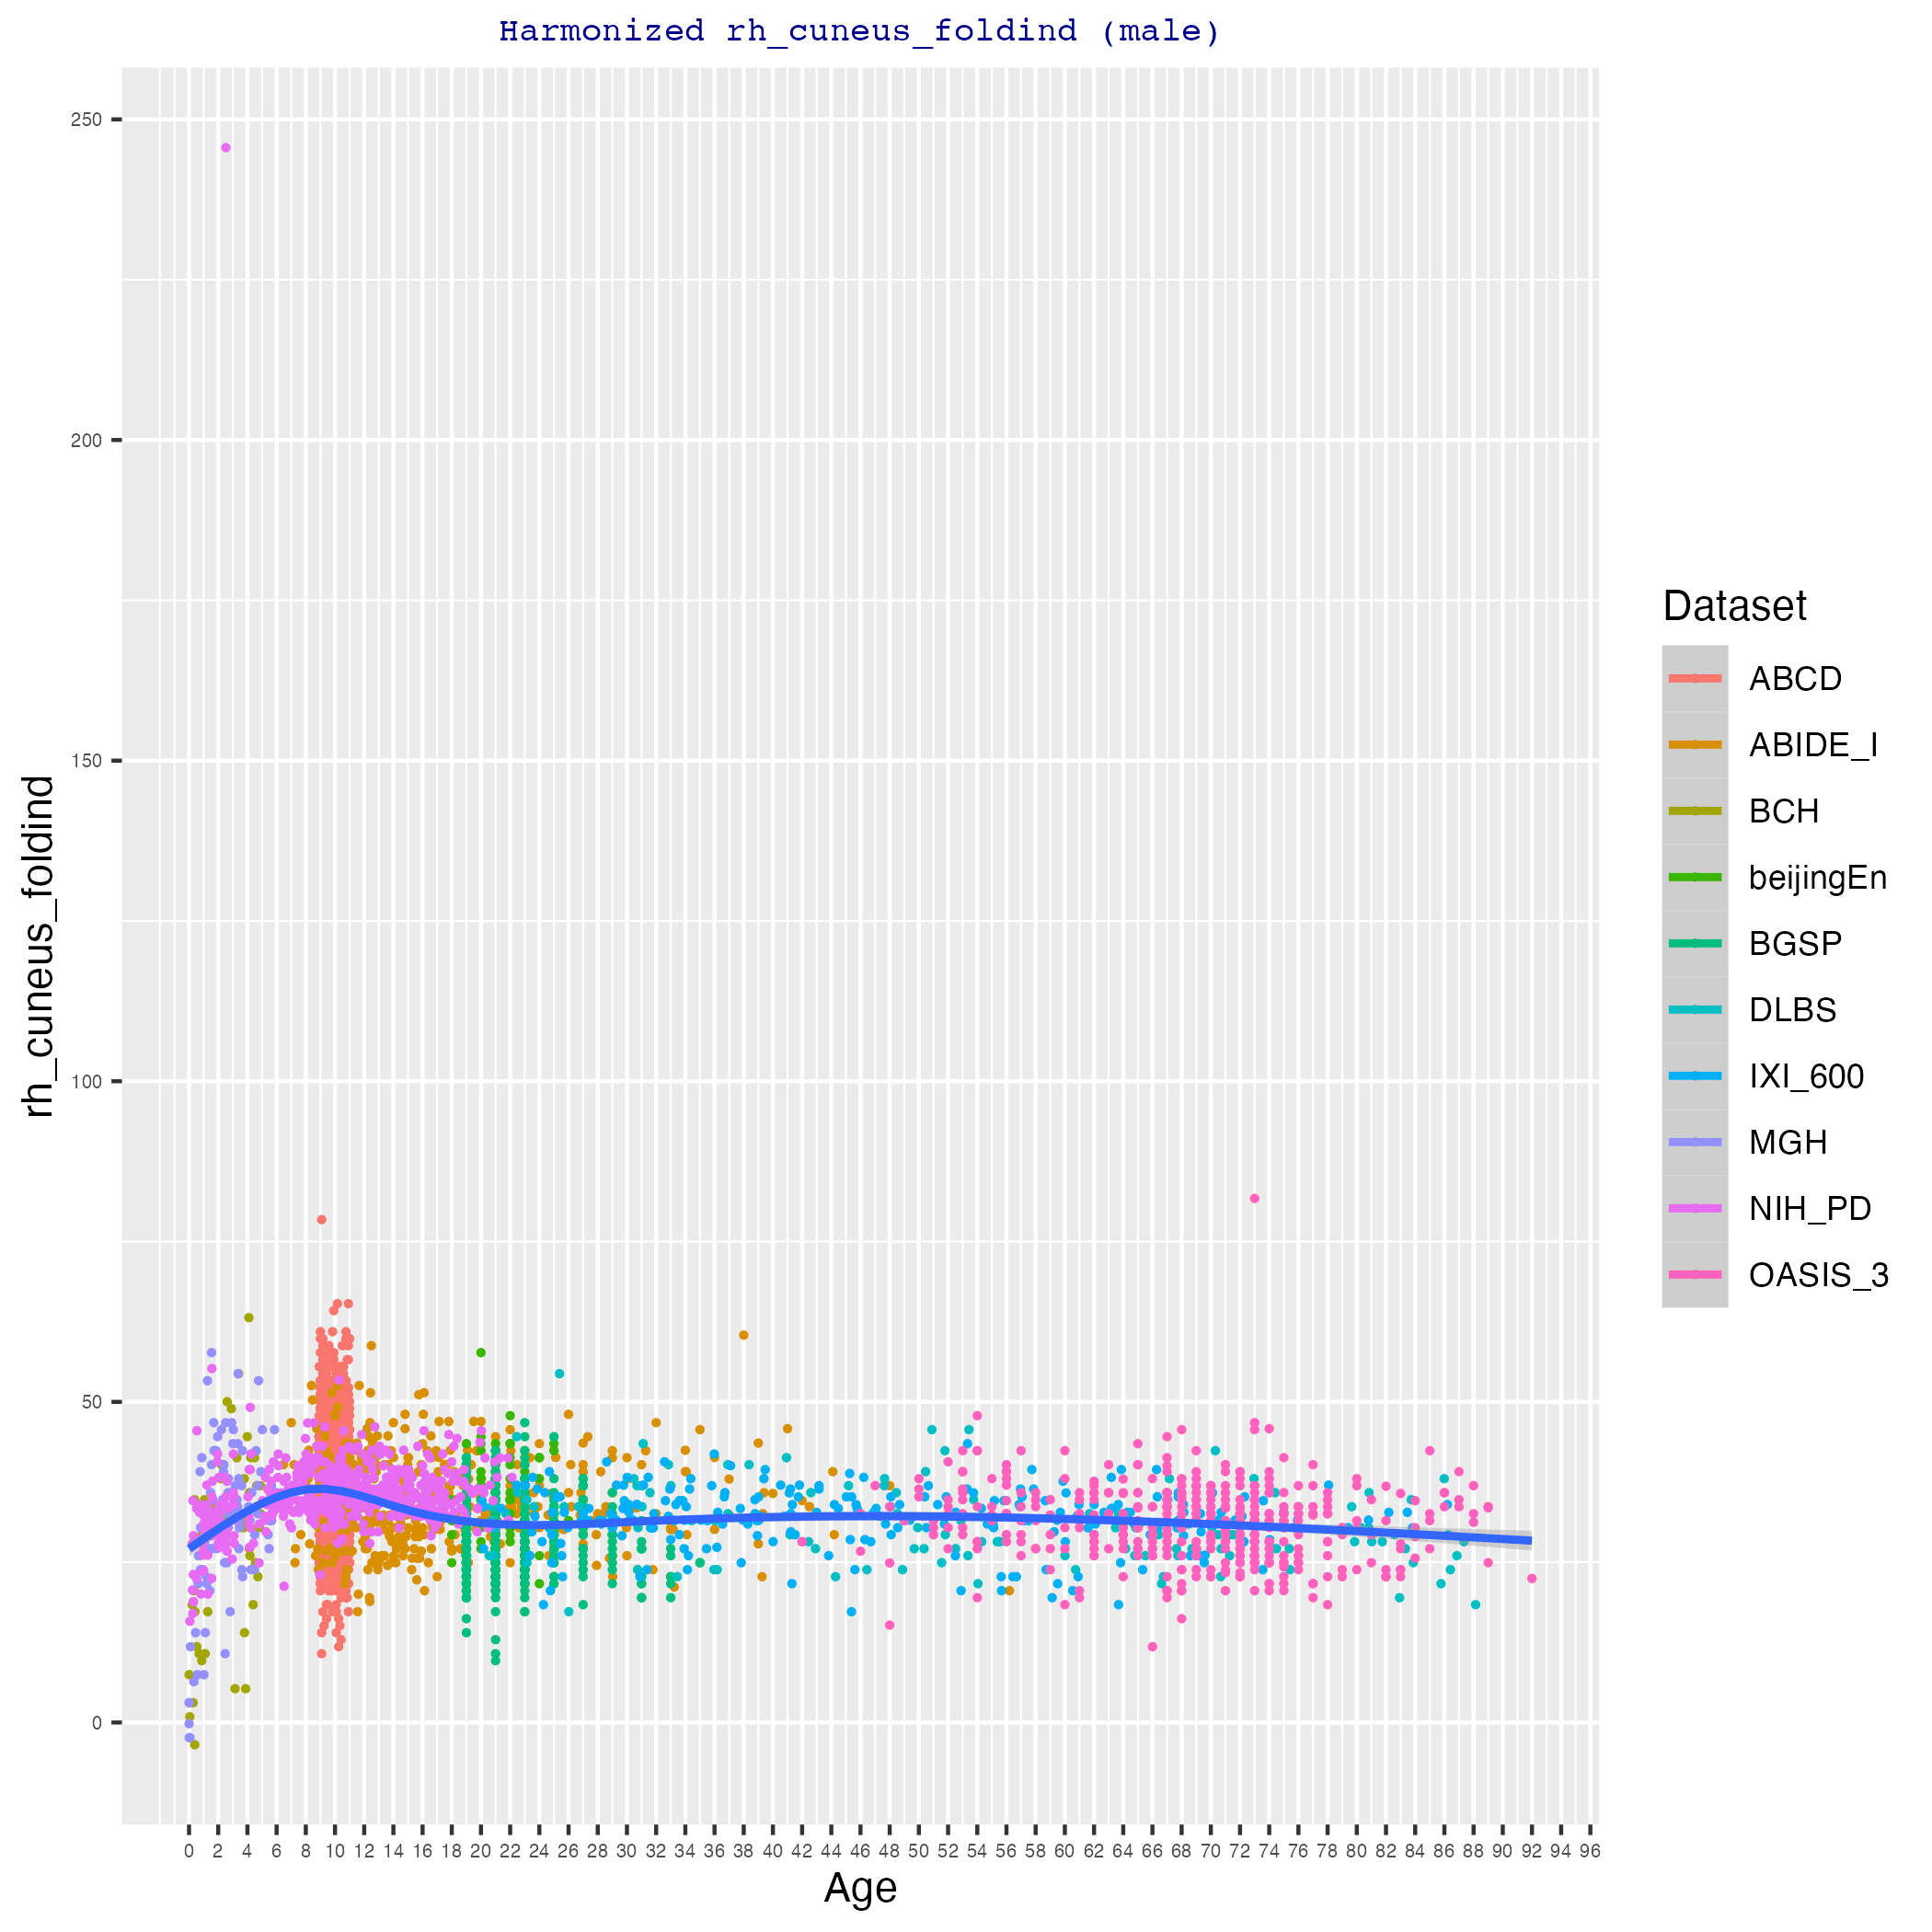 Harmonized rh_cuneus_foldind (male)
250
200
150
100
50
0
rh_cuneus_foldind
0 2 4 6 8 10 12 14 16 18 20 22 24 26 28 30 32 34 36 38 40 42 44 46 48 50 52 54 56 58 60 62 64 66 68 70 72 74 76 78 80 82 84 86 88 90 92 94 96
Age
Dataset
ABCD
ABIDE_I
BCH
beijingEn
BGSP
DLBS
IXI_600
MGH
NIH_PD
OASIS_3